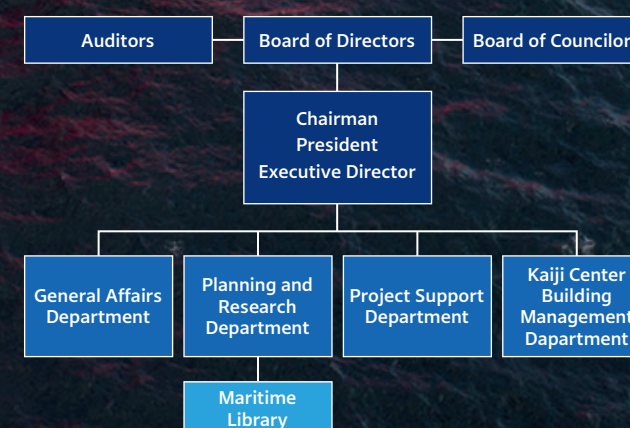 Auditors
Board of Directors
Board of Councilor
Chairman
President
Executive Director
General Affairs
Department
Planning and
Research
Department
Project Support
Department
Kaiji Center
Building
Management
Dapartment
Maritime
Library